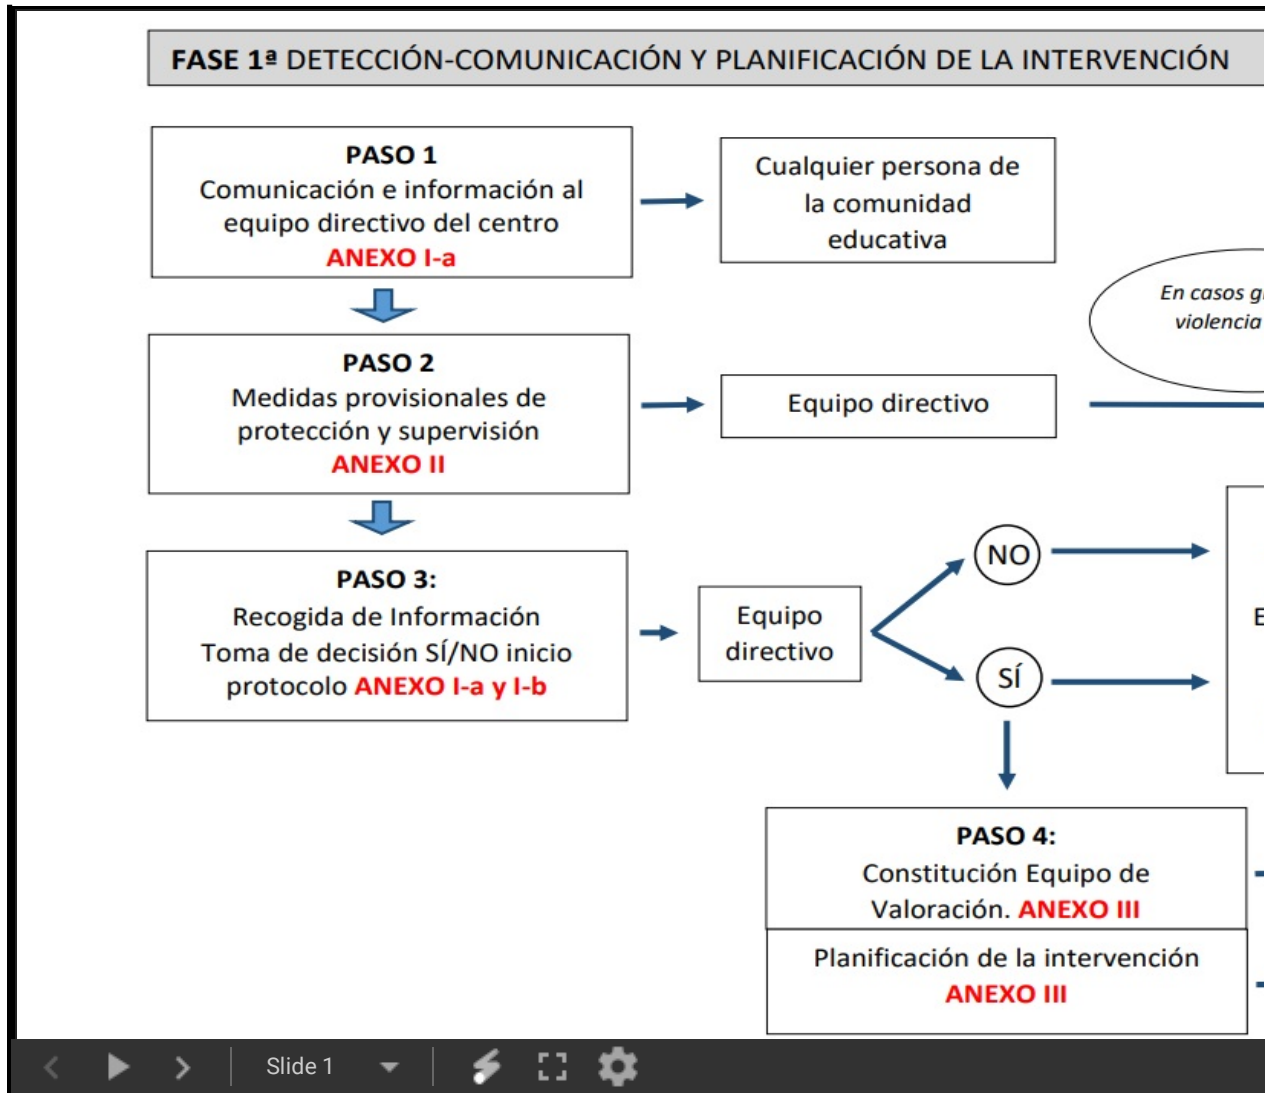 FASE 1ª DETECCIÓN-COMUNICACIÓN Y PLANIFICACIÓN DE LA INTERVENCIÓN
PASO 1
Comunicación e información al
equipo directivo del centro
ANEXO I-a
Cualquier persona de
la comunidad
educativa
En casos
violencia
PASO 2
Medidas provisionales de
protección y supervisión
ANEXO II
Equipo directivo
PASO 3:
Recogida de Información
Toma de decisión SÍ/NO inicio
protocolo ANEXO I-a y I-b
Equipo
directivo
NO
SÍ
PASO 4:
Constitución Equipo de
Valoración. ANEXO III
Planificación de la intervención
ANEXO III
Slide 1